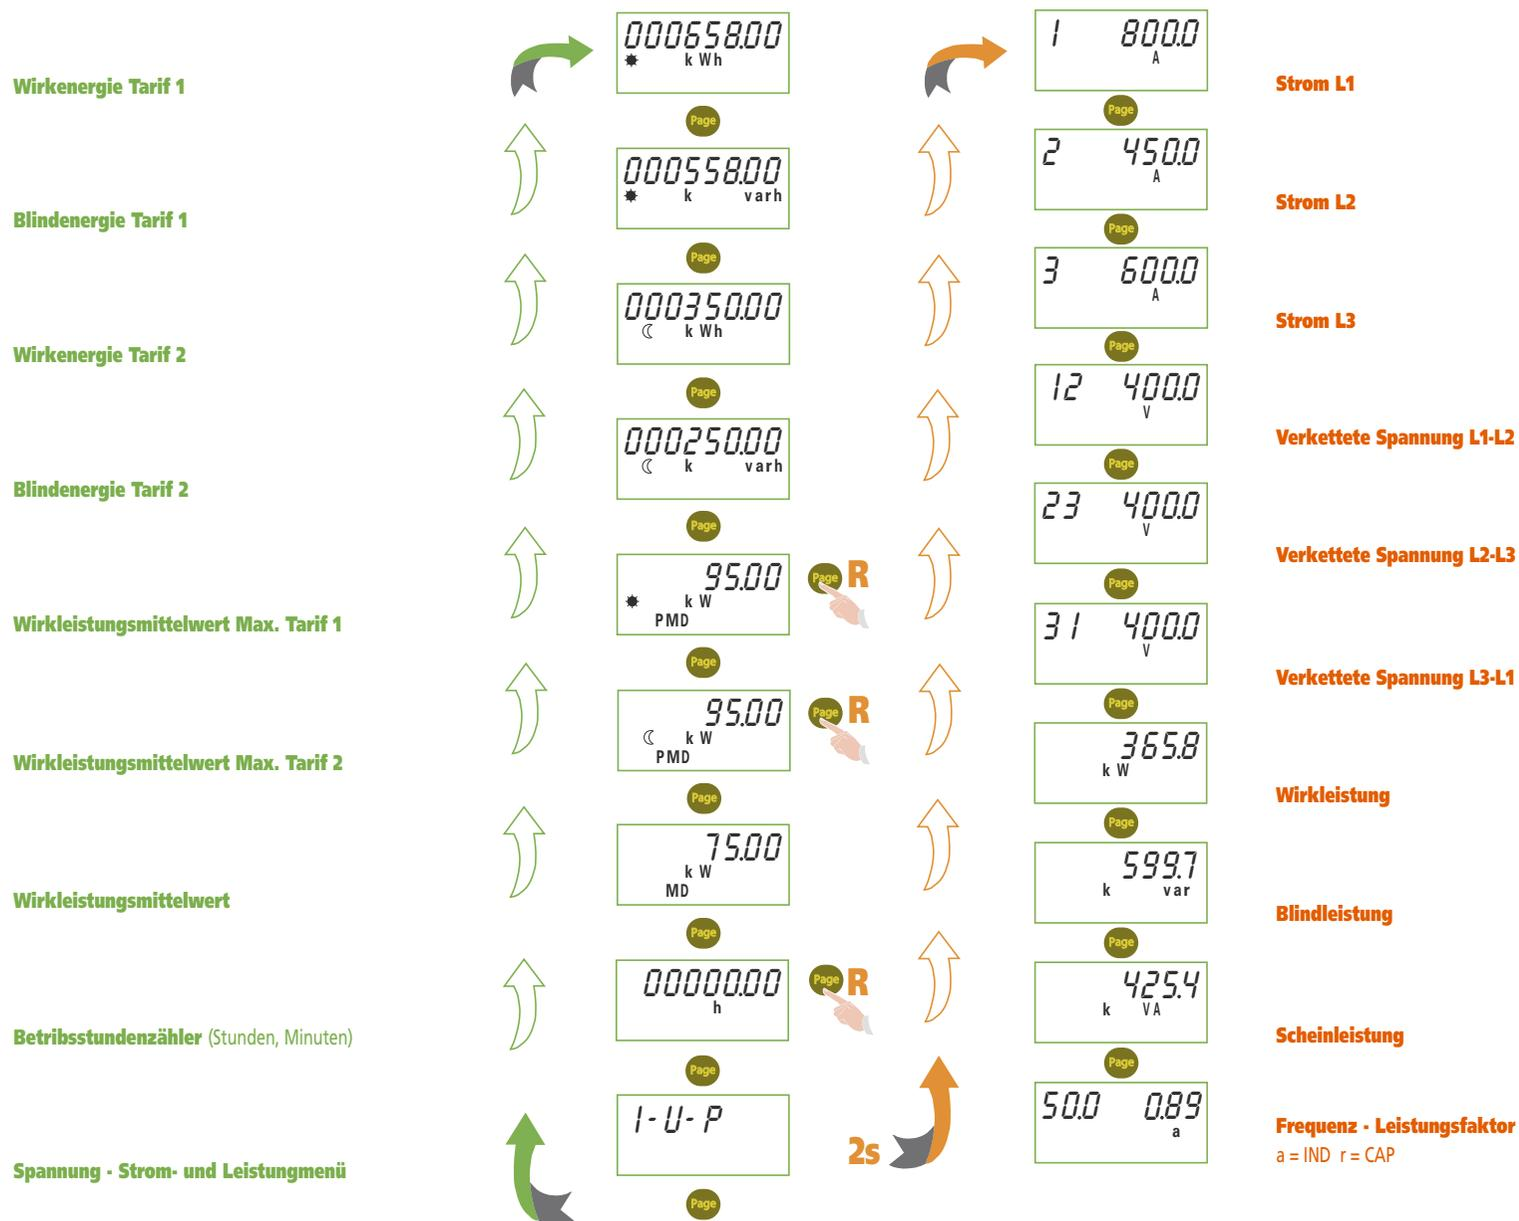 Wirkenergie Tarif 1
000658.00
k Wh
Page
Blindenergie Tarif 1
000558.00
k varh
Page
Wirkenergie Tarif 2
000350.00
k Wh
Page
Blindenergie Tarif 2
000250.00
k varh
Page
Wirkleistungsmittelwert Max. Tarif 1
95.00
k W
PMD
Page R
Page
Wirkleistungsmittelwert Max. Tarif 2
95.00
k W
PMD
Page R
Page
Wirkleistungsmittelwert
75.00
k W
MD
Page
Betribsstundenzähler (Stunden, Minuten)
00000.00
h
Page R
Page
Spannung - Strom- und Leistungmenü
I-U-P
Page
2s
1 800.0
A
Strom L1
Page
2 450.0
A
Strom L2
Page
3 600.0
A
Strom L3
Page
12 400.0
V
Verkettete Spannung L1-L2
Page
23 400.0
V
Verkettete Spannung L2-L3
Page
31 400.0
V
Verkettete Spannung L3-L1
Page
365.8
k W
Wirkleistung
Page
599.7
k var
Blindleistung
Page
425.4
k VA
Scheinleistung
Page
50.0 0.89
a
Frequenz - Leistungsfaktor
a = IND r = CAP